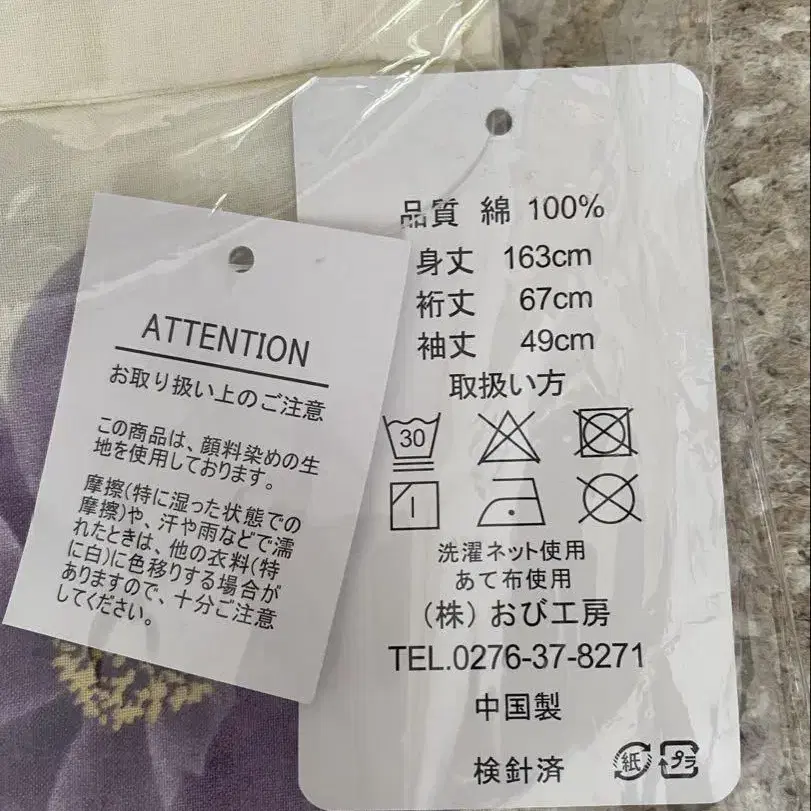 ATTENTION
お取り扱い上のご注意
この商品は、顔料染めの生
地を使用しております。
摩擦(特に湿った状態での
摩擦)や、汗や雨などで濡
れたときは、他の衣料(特
に白)に色移りする場合が
ありますので、十分ご注意
してください。
品質 綿 100%
身丈 163cm
裄丈 67cm
袖丈 49cm
取扱い方
30
洗濯ネット使用
あて布使用
(株)おび工房
TEL.0276-37-8271
中国製
検針済 紙 プラ